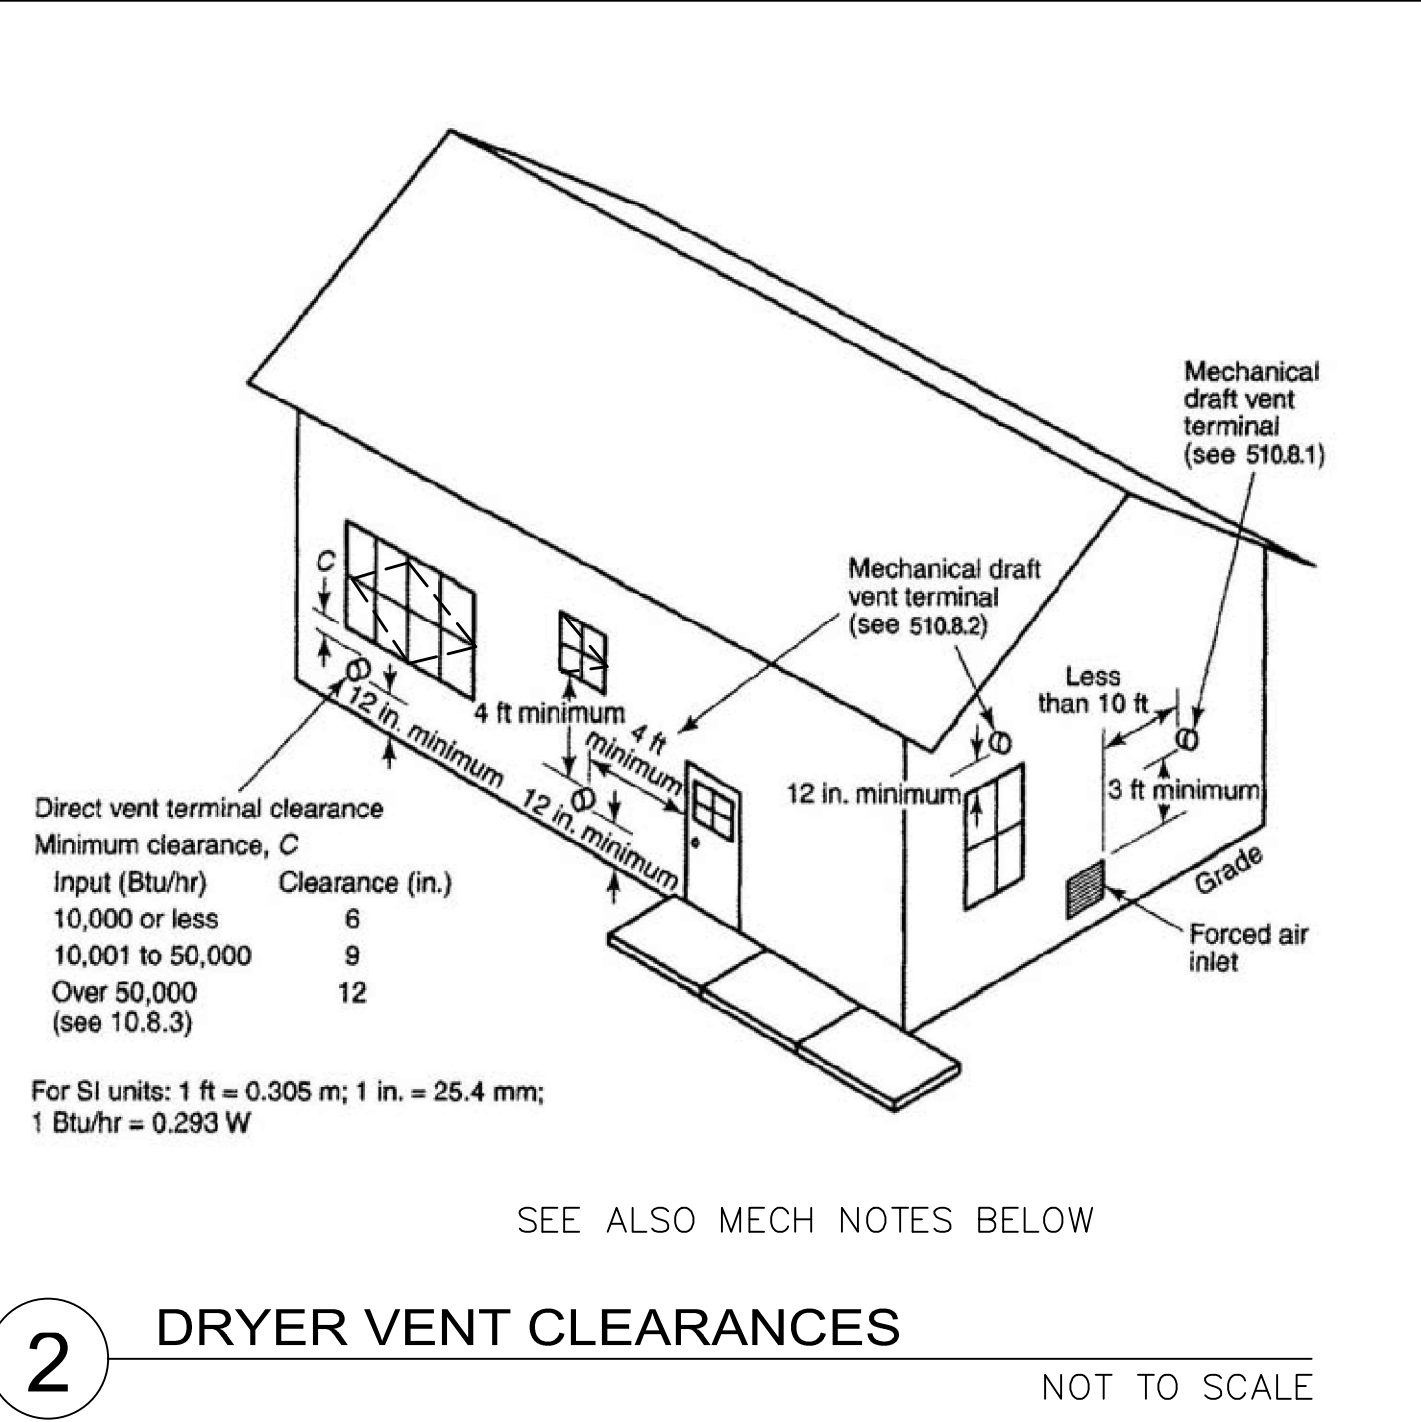 Mechanical
draft vent
terminal
(see 510.8.1)
Mechanical draft
vent terminal
(see 510.8.2)
C
Less
than 10 ft
12 in. minimum
4 ft minimum
4 ft
minimum
12 in. minimum
12 in. minimum
3 ft minimum
Grade
Forced air
inlet
Direct vent terminal clearance
Minimum clearance, C
Input (Btu/hr) Clearance (in.)
10,000 or less 6
10,001 to 50,000 9
Over 50,000 12
(see 10.8.3)
For SI units: 1 ft = 0.305 m; 1 in. = 25.4 mm;
1 Btu/hr = 0.293 W
SEE ALSO MECH NOTES BELOW
2 DRYER VENT CLEARANCES
NOT TO SCALE